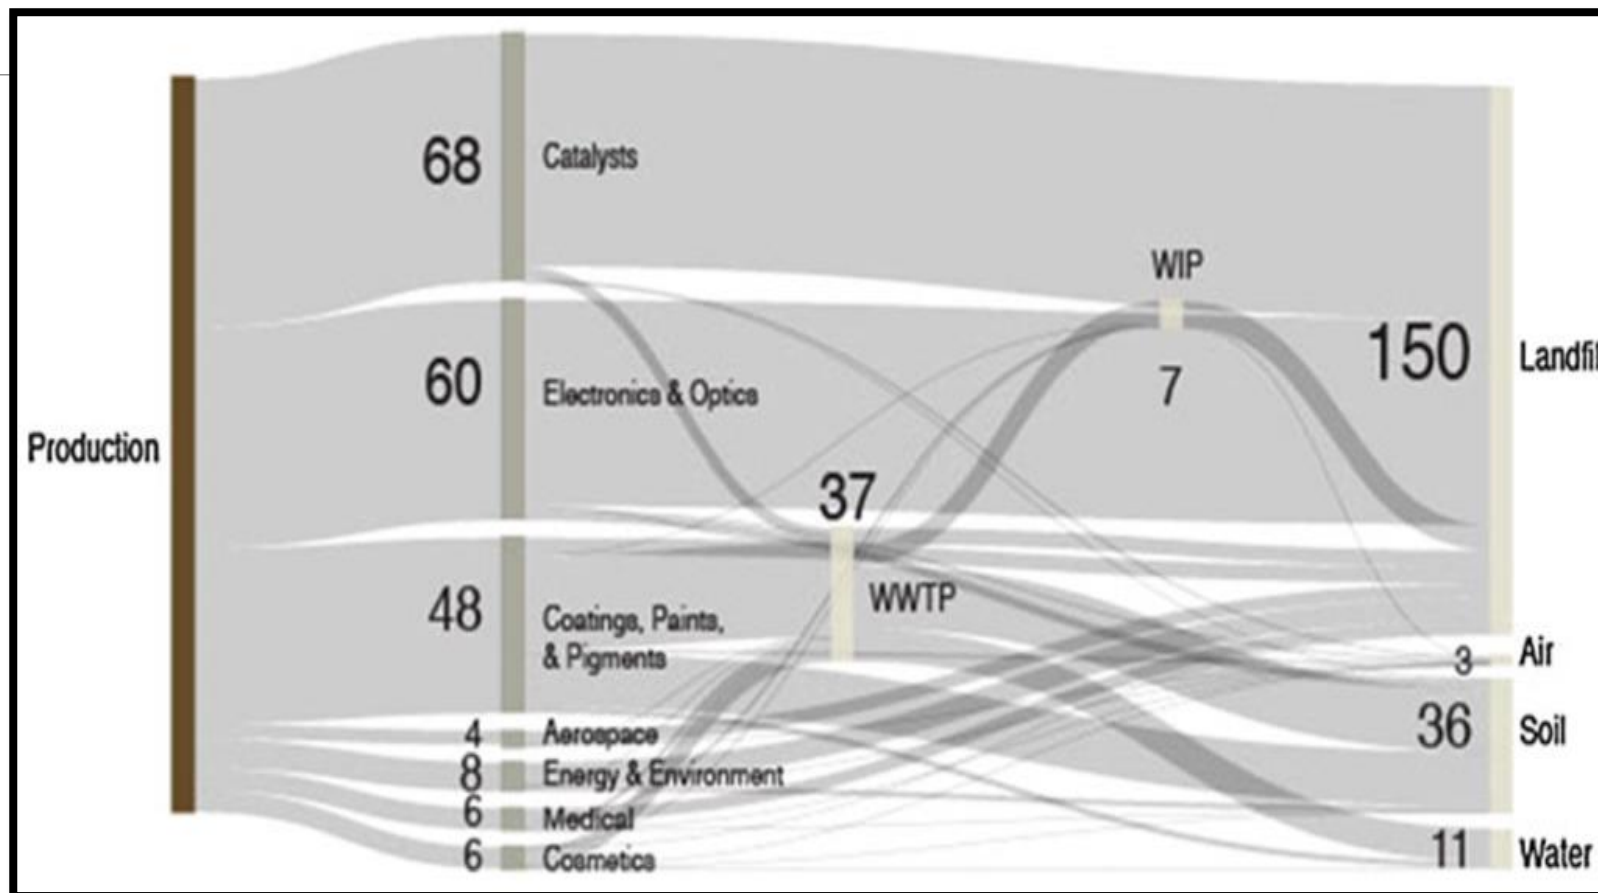 68
Catalysts
WIP
7
150
Landfil
60
Electronics & Optics
Production
37
WWTP
48
Coatings, Paints,
& Pigments
3
Air
4
Aerospace
36
Soil
8
Energy & Environment
6
Medical
6
Cosmetics
11
Water